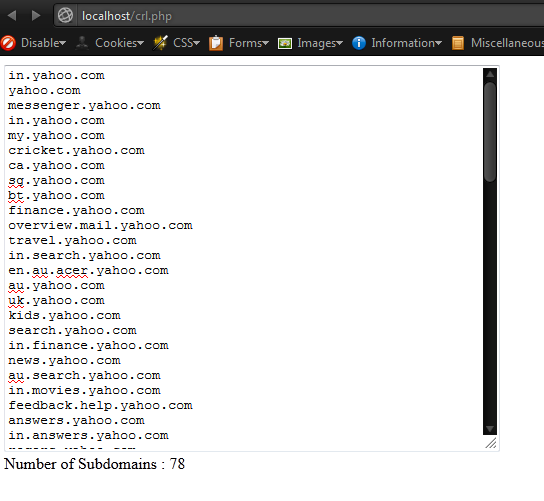 localhost/crl.php
Disable Cookies CSS Forms Images Information Miscellaneous
in.yahoo.com
yahoo.com
messenger.yahoo.com
in.yahoo.com
my.yahoo.com
cricket.yahoo.com
ca.yahoo.com
sg.yahoo.com
bt.yahoo.com
finance.yahoo.com
overview.mail.yahoo.com
travel.yahoo.com
in.search.yahoo.com
en.au.acer.yahoo.com
au.yahoo.com
uk.yahoo.com
kids.yahoo.com
search.yahoo.com
in.finance.yahoo.com
news.yahoo.com
au.search.yahoo.com
in.movies.yahoo.com
feedback.help.yahoo.com
answers.yahoo.com
in.answers.yahoo.com
Number of Subdomains : 78